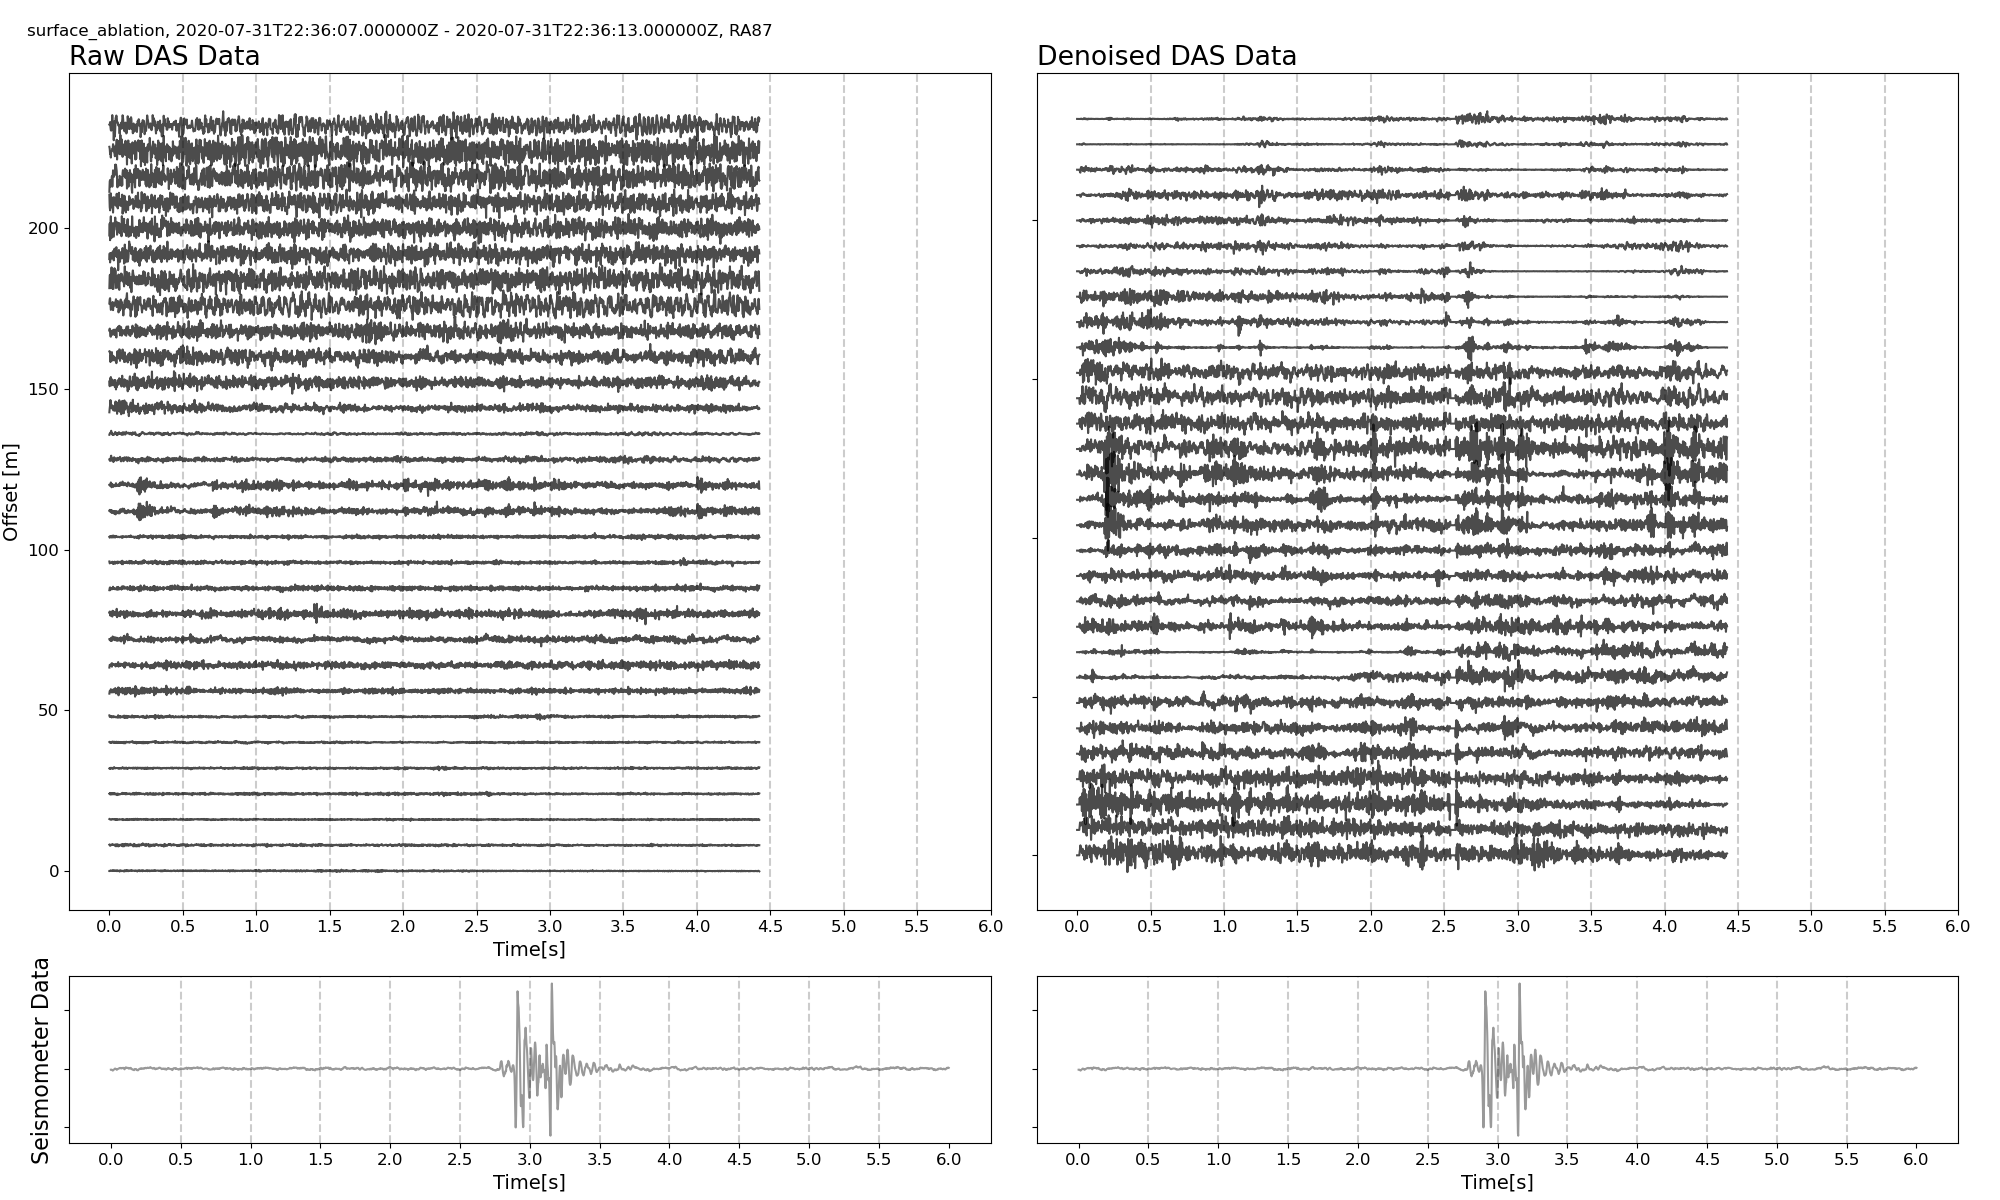 surface_ablation, 2020-07-31T22:36:07.000000Z - 2020-07-31T22:36:13.000000Z, RA87
Raw DAS Data
Denoised DAS Data
200
150
100
50
0
Offset [m]
0.0 0.5 1.0 1.5 2.0 2.5 3.0 3.5 4.0 4.5 5.0 5.5 6.0
Time[s]
0.0 0.5 1.0 1.5 2.0 2.5 3.0 3.5 4.0 4.5 5.0 5.5 6.0
Seismometer Data
0.0 0.5 1.0 1.5 2.0 2.5 3.0 3.5 4.0 4.5 5.0 5.5 6.0
Time[s]
0.0 0.5 1.0 1.5 2.0 2.5 3.0 3.5 4.0 4.5 5.0 5.5 6.0
Time[s]